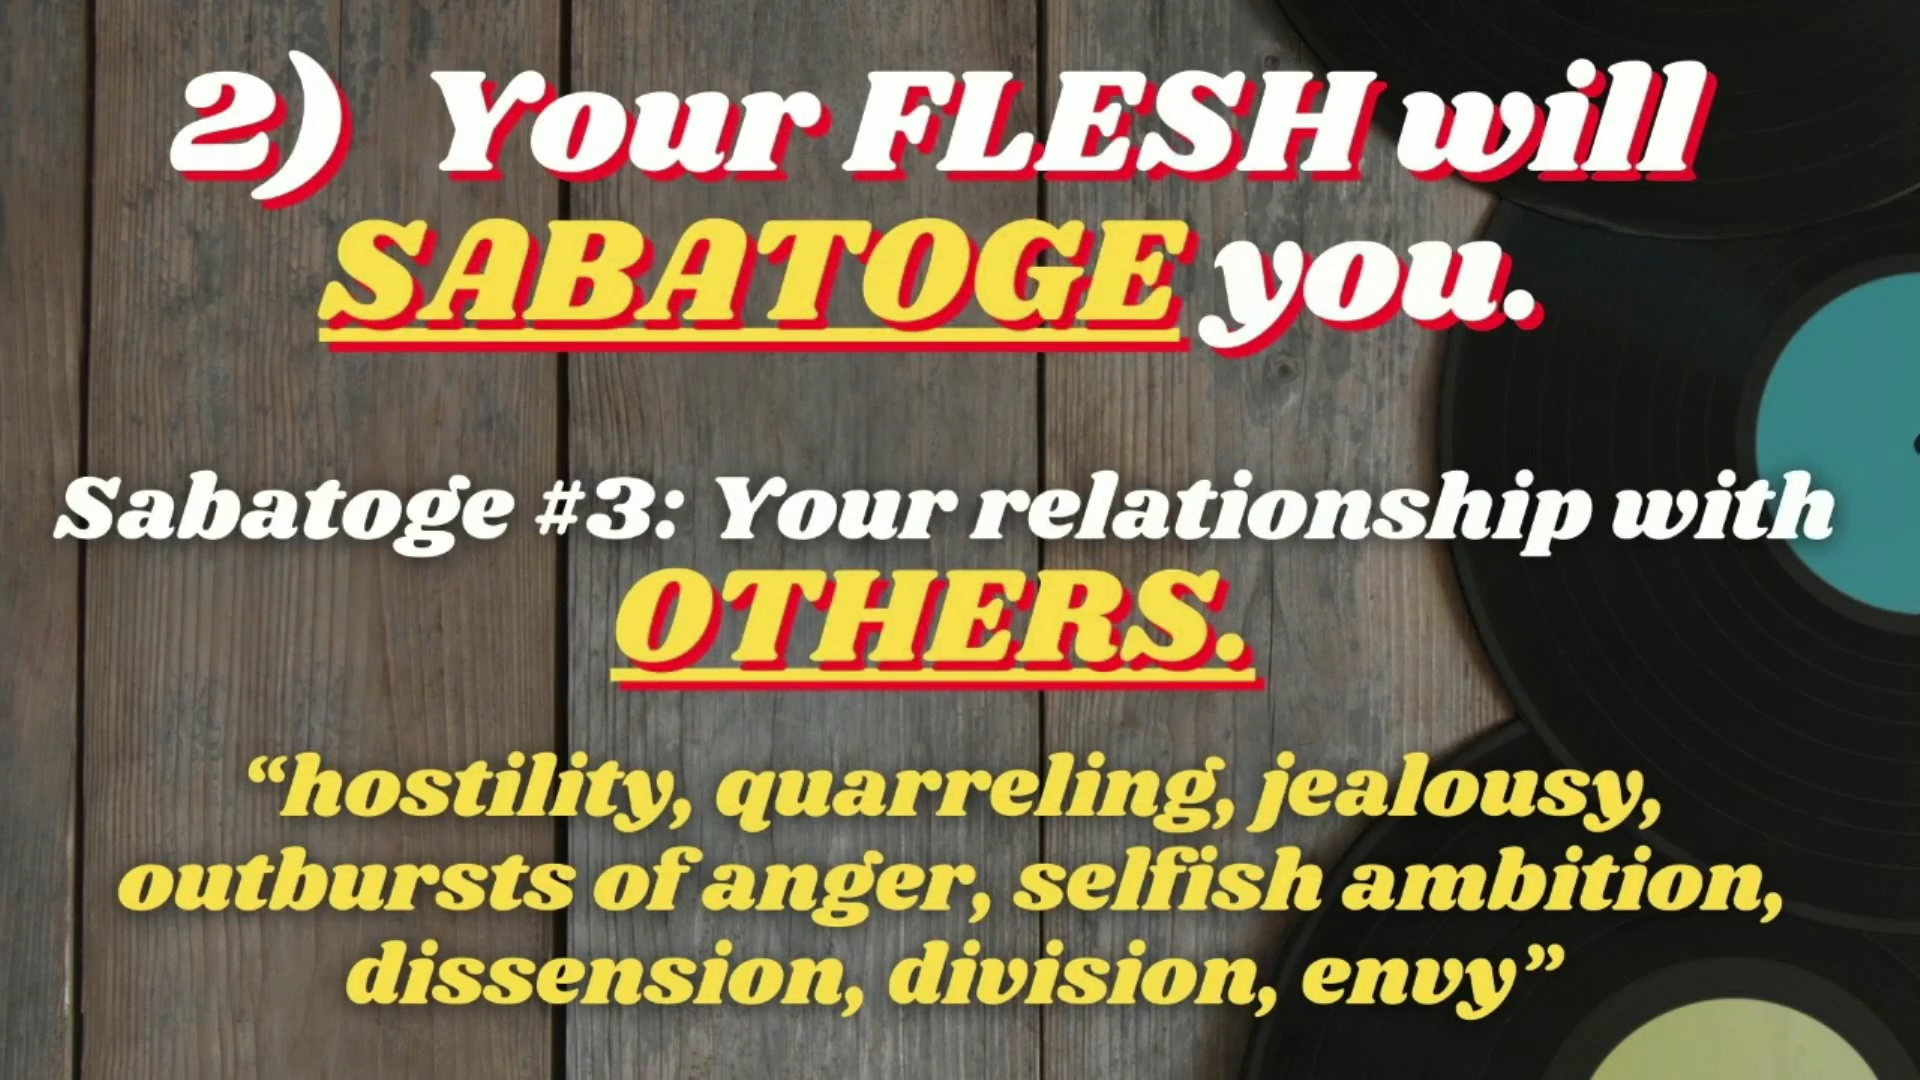 2) Your FLESH will
SABATOGE you.
Sabatoge #3: Your relationship with
OTHERS.
“hostility, quarreling, jealousy,
outbursts of anger, selfish ambition,
dissension, division, envy”